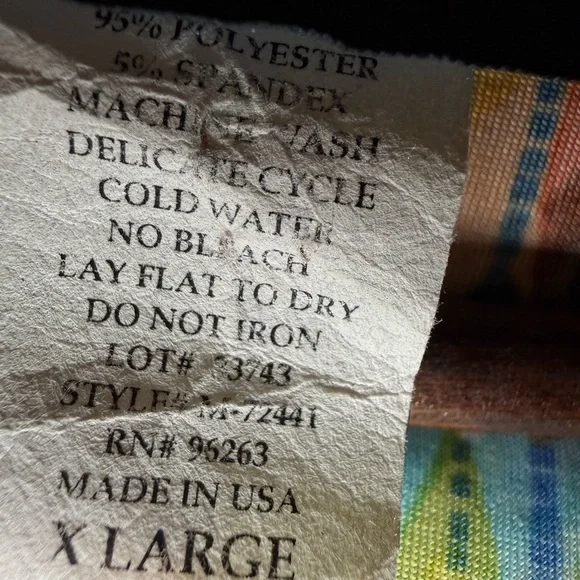 95% POLYESTER
5% SPANDEX
MACHINE WASH
DELICATE CYCLE
COLD WATER
NO BLEACH
LAY FLAT TO DRY
DO NOT IRON
LOT#
STYLE# M-72441
RN# 96263
MADE IN USA
X LARGE